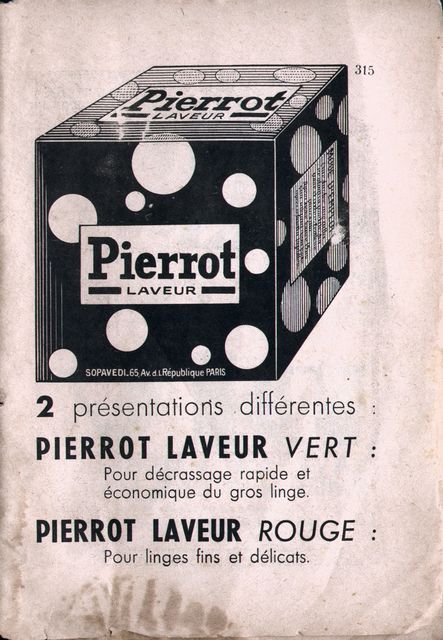 315
Pierrot
LAVEUR
Pierrot
LAVEUR
SOPAVEDI.65,Av.d.l.République PARIS
2 présentations différentes :
PIERROT LAVEUR VERT :
Pour décrassage rapide et
économique du gros linge.
PIERROT LAVEUR ROUGE :
Pour linges fins et délicats.